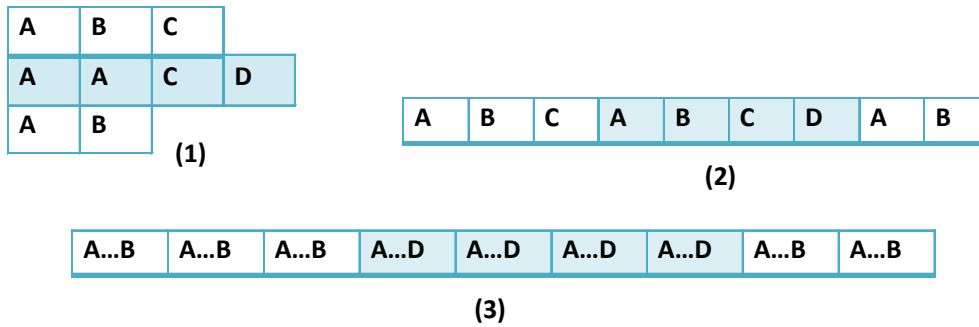 A B C
A A C D
A B
(1)
A B C A B C D A B
(2)
A...B A...B A...B A...D A...D A...D A...D A...B A...B
(3)